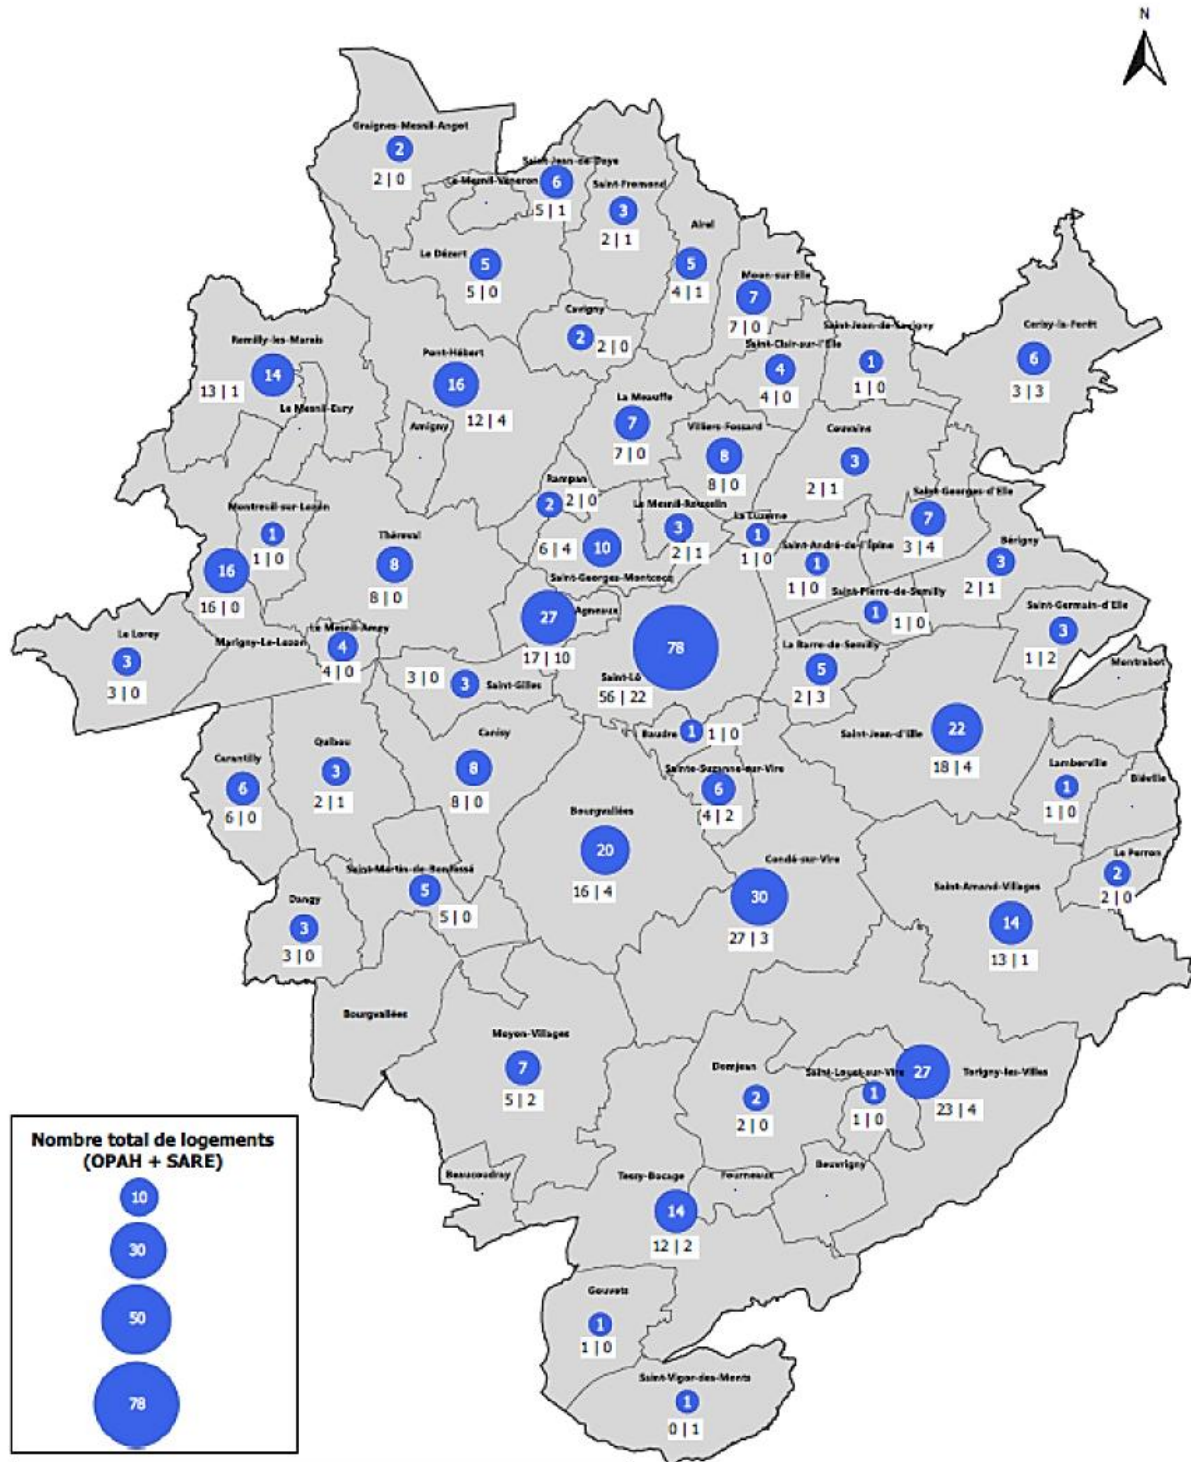 N
Graignes-Mesnil-Angot
2
2 | 0
Saint-Jean-de-Daye
Le Mesnil-Véneron
6
5 | 1
Saint-Fromond
3
2 | 1
Airel
5
4 | 1
Le Dézert
5
5 | 0
Moon-sur-Elle
7
7 | 0
Cavigny
2
2 | 0
Saint-Jean-de-Savigny
1
1 | 0
Cerisy-la-Forêt
6
3 | 3
Saint-Clair-sur-l'Elle
4
4 | 0
Remilly-les-Marais
14
13 | 1
Pont-Hébert
16
12 | 4
Le Mesnil-Eury
Amigny
La Meauffe
7
7 | 0
Villiers-Fossard
8
8 | 0
Couvains
3
2 | 1
Rampan
2
2 | 0
Saint-Georges-d'Elle
7
3 | 4
Montreuil-sur-Lozon
1
1 | 0
Le Mesnil-Rouxelin
3
2 | 1
La Luzerne
1
1 | 0
Thèreval
8
8 | 0
6 | 4
10
Saint-Georges-Montcocq
Saint-André-de-l'Épine
1
1 | 0
Bérigny
3
2 | 1
16
16 | 0
Marigny-Le-Lozon
Saint-Pierre-de-Semilly
1
1 | 0
Saint-Germain-d'Elle
3
1 | 2
Agneaux
27
17 | 10
Le Mesnil-Amey
4
4 | 0
Le Lorey
3
3 | 0
78
Saint-Lô
56 | 22
La Barre-de-Semilly
5
2 | 3
Montrabot
3 | 0
3
Saint-Gilles
Baudre
1
1 | 0
Saint-Jean-d'Elle
22
18 | 4
Canisy
8
8 | 0
Quibou
3
2 | 1
Carantilly
6
6 | 0
Sainte-Suzanne-sur-Vire
6
4 | 2
Lamberville
1
1 | 0
Biéville
Bourgvallées
20
16 | 4
Condé-sur-Vire
30
27 | 3
Le Perron
2
2 | 0
Saint-Martin-de-Bonfossé
5
5 | 0
Saint-Amand-Villages
14
13 | 1
Dangy
3
3 | 0
Bourgvallées
Moyon-Villages
7
5 | 2
Domjean
2
2 | 0
Saint-Louet-sur-Vire
1
1 | 0
27
Torigny-les-Villes
23 | 4
Beaucoudray
Tessy-Bocage
14
12 | 2
Fourneaux
Beuvrigny
Gouvets
1
1 | 0
Saint-Vigor-des-Monts
1
0 | 1
Nombre total de logements
(OPAH + SARE)
10
30
50
78